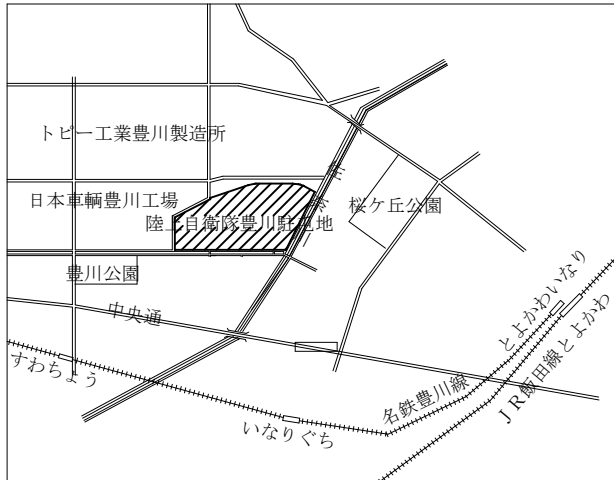 トピー工業豊川製造所
日本車輌豊川工場
陸上自衛隊豊川駐屯地
桜ケ丘公園
豊川公園
中央通
すわちょう
いなりぐち
名鉄豊川線
とよかわいなり
JR飯田線とよかわ